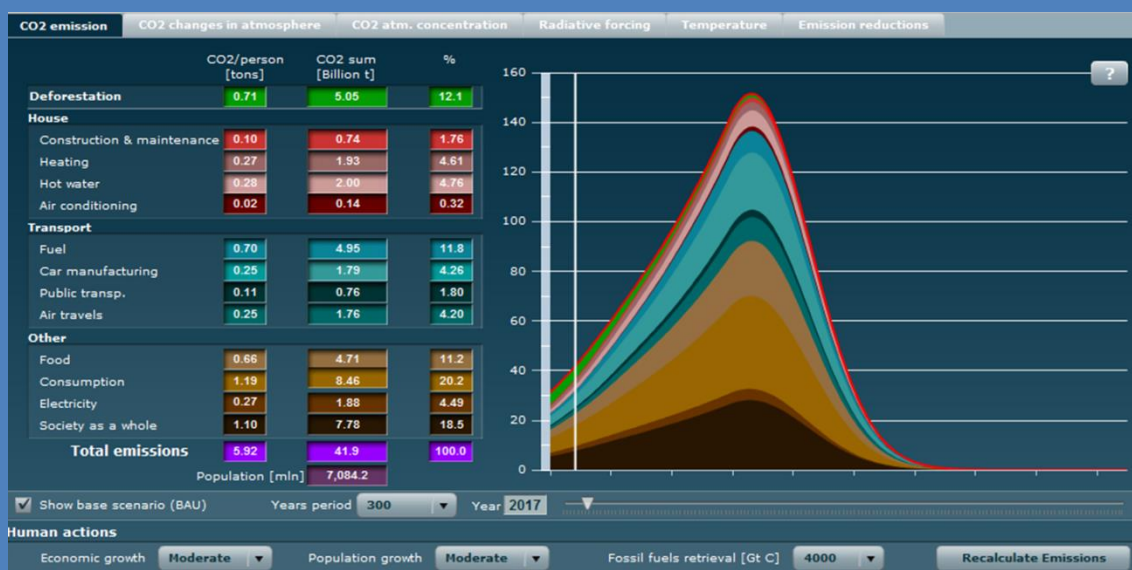 CO2 emission CO2 changes in atmosphere CO2 atm. concentration Radiative forcing Temperature Emission reductions
CO2/person CO2 sum %
[tons] [Billion t]
Deforestation 0.71 5.05 12.1
House
Construction & maintenance 0.10 0.74 1.76
Heating 0.27 1.93 4.61
Hot water 0.28 2.00 4.76
Air conditioning 0.02 0.14 0.32
Transport
Fuel 0.70 4.95 11.8
Car manufacturing 0.25 1.79 4.26
Public transp. 0.11 0.76 1.80
Air travels 0.25 1.76 4.20
Other
Food 0.66 4.71 11.2
Consumption 1.19 8.46 20.2
Electricity 0.27 1.88 4.49
Society as a whole 1.10 7.78 18.5
Total emissions 5.92 41.9 100.0
Population [mln] 7,084.2
160
140
120
100
80
60
40
20
0
?
Show base scenario (BAU) Years period 300 Year 2017
Human actions
Economic growth Moderate Population growth Moderate Fossil fuels retrieval [Gt C] 4000 Recalculate Emissions